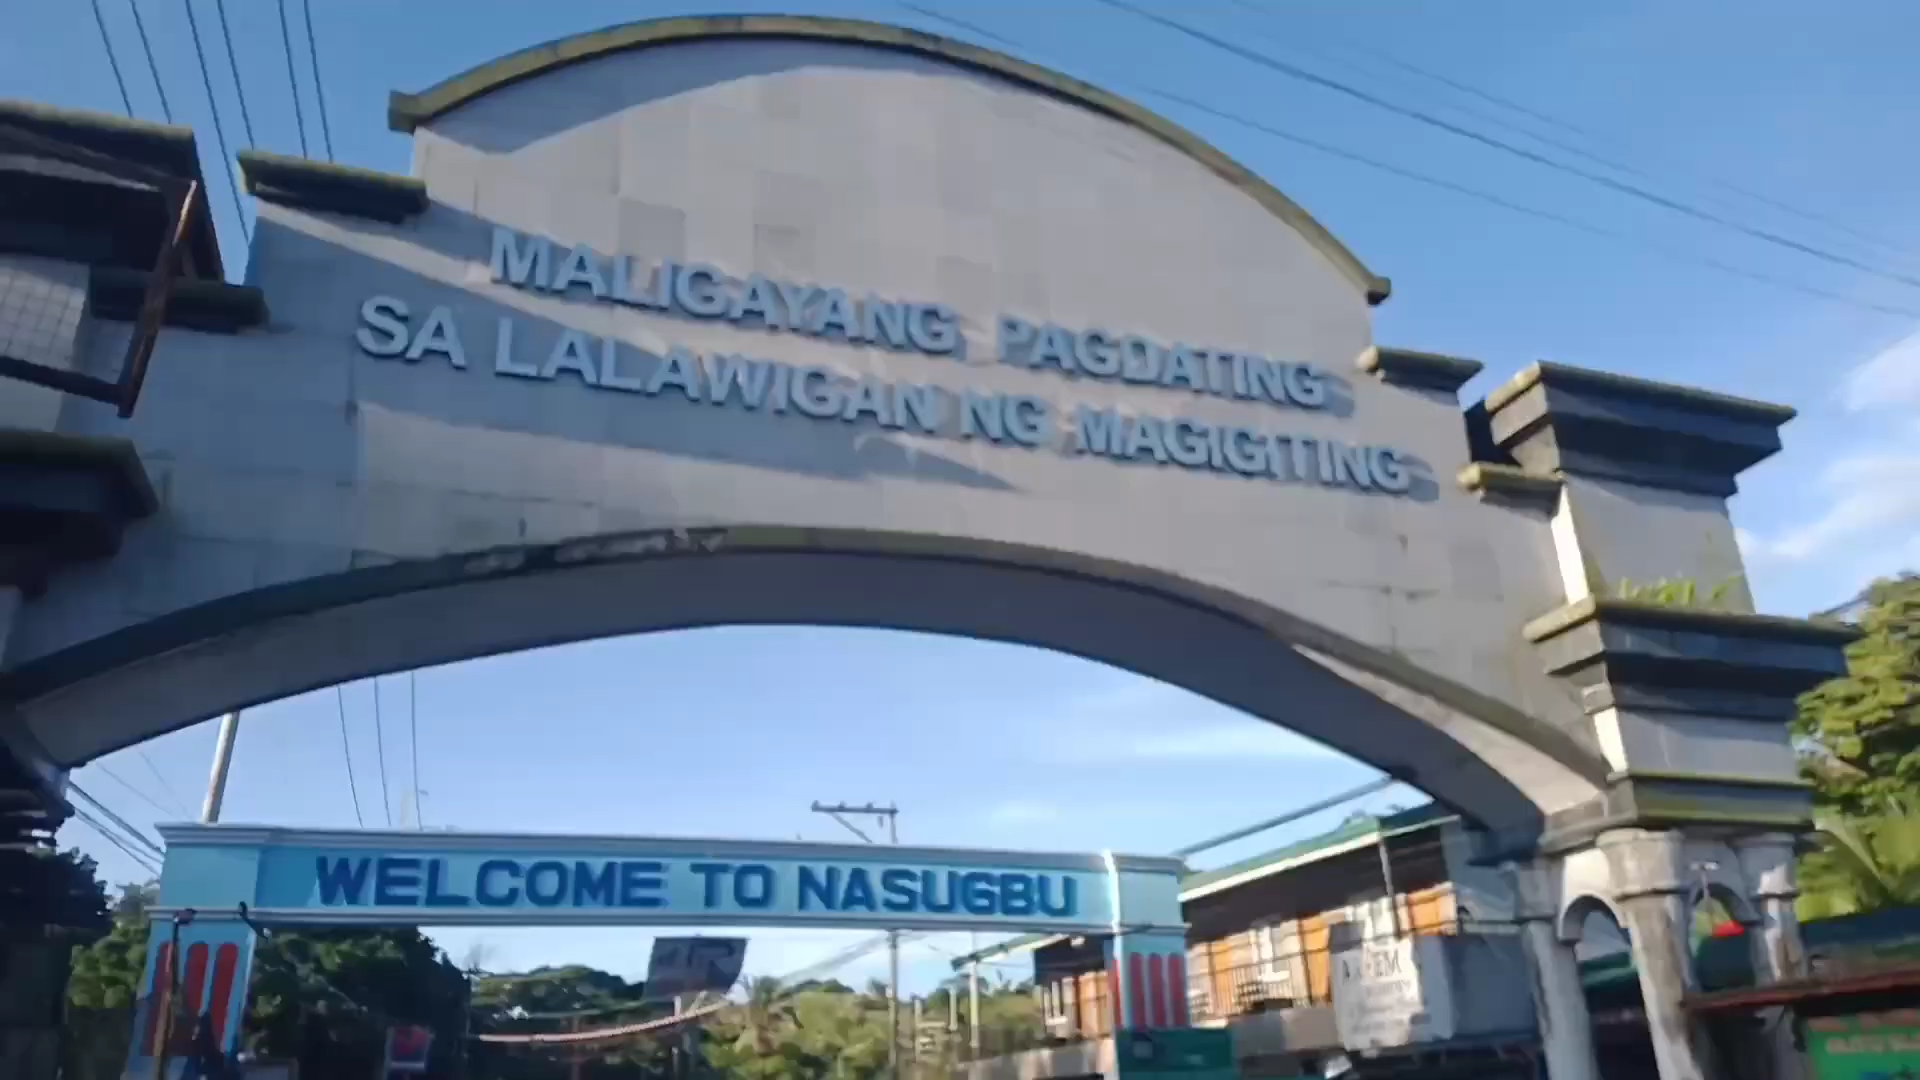 MALIGAYANG PAGDATING
SA LALAWIGAN NG MAGIGITING
WELCOME TO NASUGBU